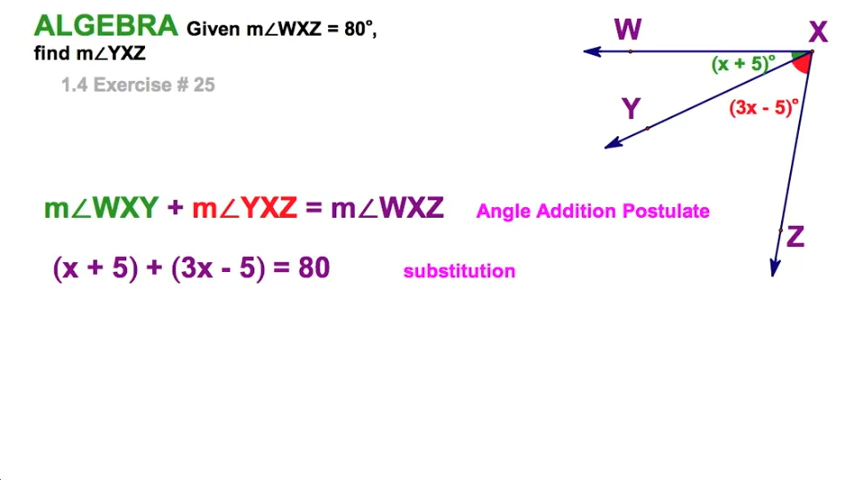 ALGEBRA Given m∠WXZ = 80°,
find m∠YXZ
1.4 Exercise # 25
W
X
(x + 5)°
Y
(3x - 5)°
m∠WXY + m∠YXZ = m∠WXZ Angle Addition Postulate
Z
(x + 5) + (3x - 5) = 80 substitution